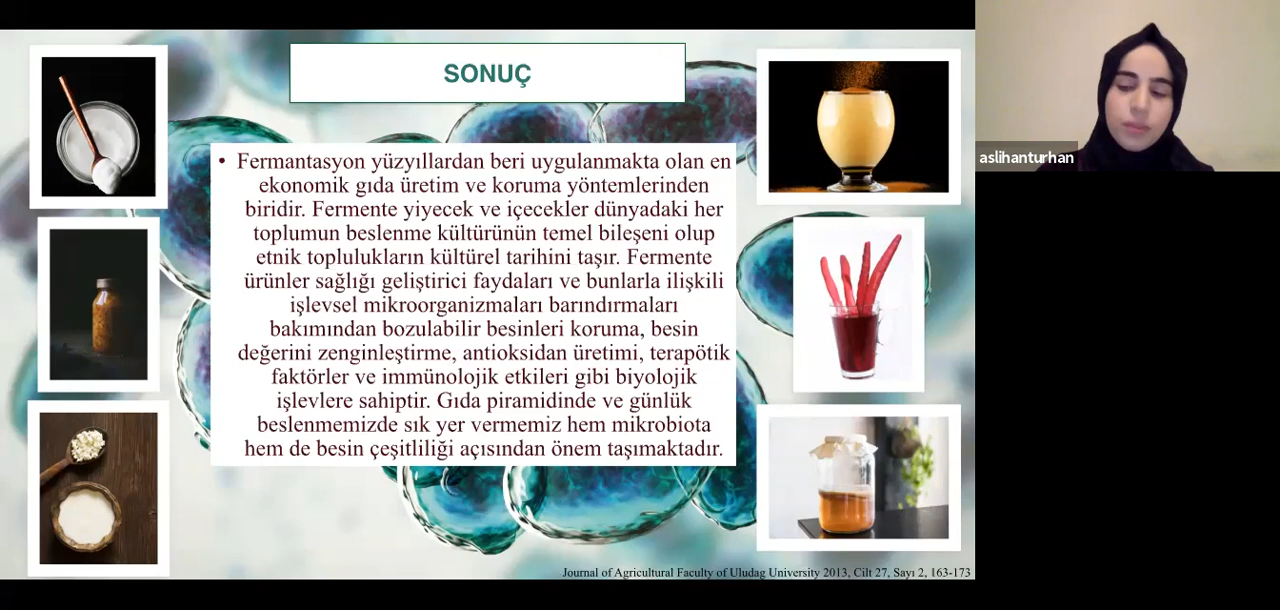 SONUÇ
• Fermantasyon yüzyıllardan beri uygulanmakta olan en
ekonomik gıda üretim ve koruma yöntemlerinden
biridir. Fermente yiyecek ve içecekler dünyadaki her
toplumun beslenme kültürünün temel bileşeni olup
etnik toplulukların kültürel tarihini taşır. Fermente
ürünler sağlığı geliştirici faydaları ve bunlarla ilişkili
işlevsel mikroorganizmaları barındırmaları
bakımından bozulabilir besinleri koruma, besin
değerini zenginleştirme, antioksidan üretimi, terapötik
faktörler ve immünolojik etkileri gibi biyolojik
işlevlere sahiptir. Gıda piramidinde ve günlük
beslenmemizde sık yer vermemiz hem mikrobiota
hem de besin çeşitliliği açısından önem taşımaktadır.
Journal of Agricultural Faculty of Uludag University 2013, Cilt 27, Sayı 2, 163-173
aslihanturhan